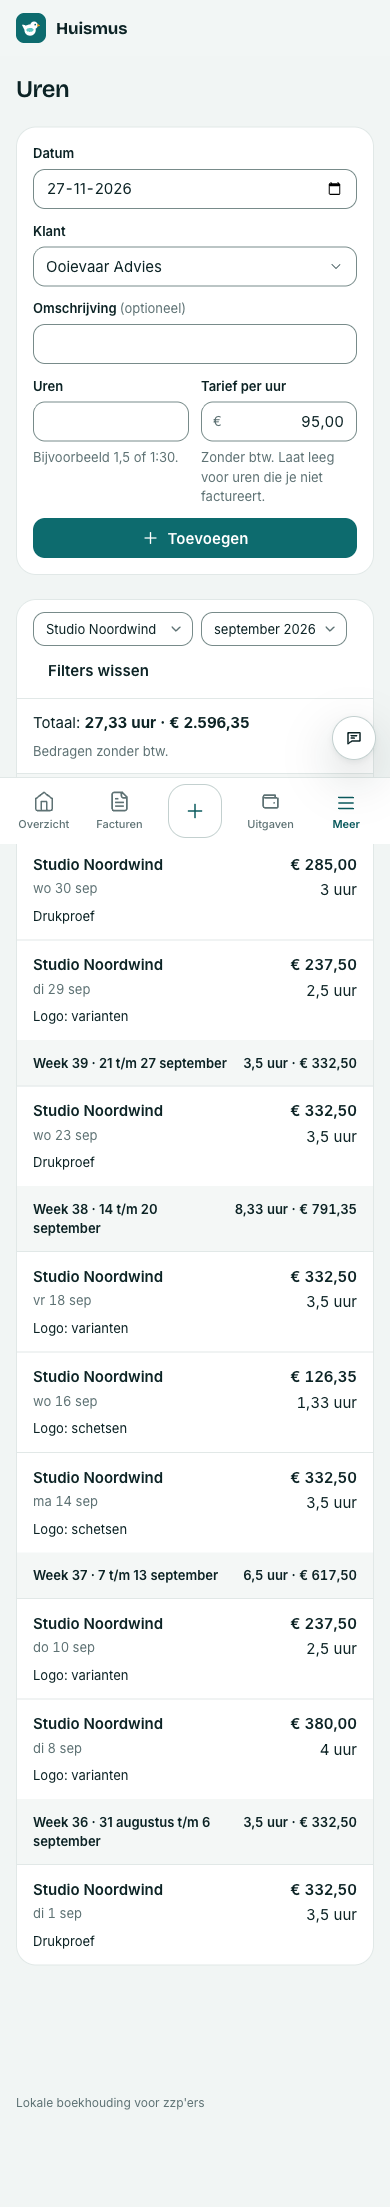 Huismus
Uren
Datum
27-11-2026
Klant
Ooievaar Advies
Omschrijving (optioneel)
Uren
Tarief per uur
€ 95,00
Bijvoorbeeld 1,5 of 1:30.
Zonder btw. Laat leeg
voor uren die je niet
factureert.
+ Toevoegen
Studio Noordwind
september 2026
Filters wissen
Totaal: 27,33 uur · € 2.596,35
Bedragen zonder btw.
Overzicht
Facturen
+
Uitgaven
Meer
Studio Noordwind € 285,00
wo 30 sep 3 uur
Drukproef
Studio Noordwind € 237,50
di 29 sep 2,5 uur
Logo: varianten
Week 39 · 21 t/m 27 september 3,5 uur · € 332,50
Studio Noordwind € 332,50
wo 23 sep 3,5 uur
Drukproef
Week 38 · 14 t/m 20 8,33 uur · € 791,35
september
Studio Noordwind € 332,50
vr 18 sep 3,5 uur
Logo: varianten
Studio Noordwind € 126,35
wo 16 sep 1,33 uur
Logo: schetsen
Studio Noordwind € 332,50
ma 14 sep 3,5 uur
Logo: schetsen
Week 37 · 7 t/m 13 september 6,5 uur · € 617,50
Studio Noordwind € 237,50
do 10 sep 2,5 uur
Logo: varianten
Studio Noordwind € 380,00
di 8 sep 4 uur
Logo: varianten
Week 36 · 31 augustus t/m 6 3,5 uur · € 332,50
september
Studio Noordwind € 332,50
di 1 sep 3,5 uur
Drukproef
Lokale boekhouding voor zzp'ers